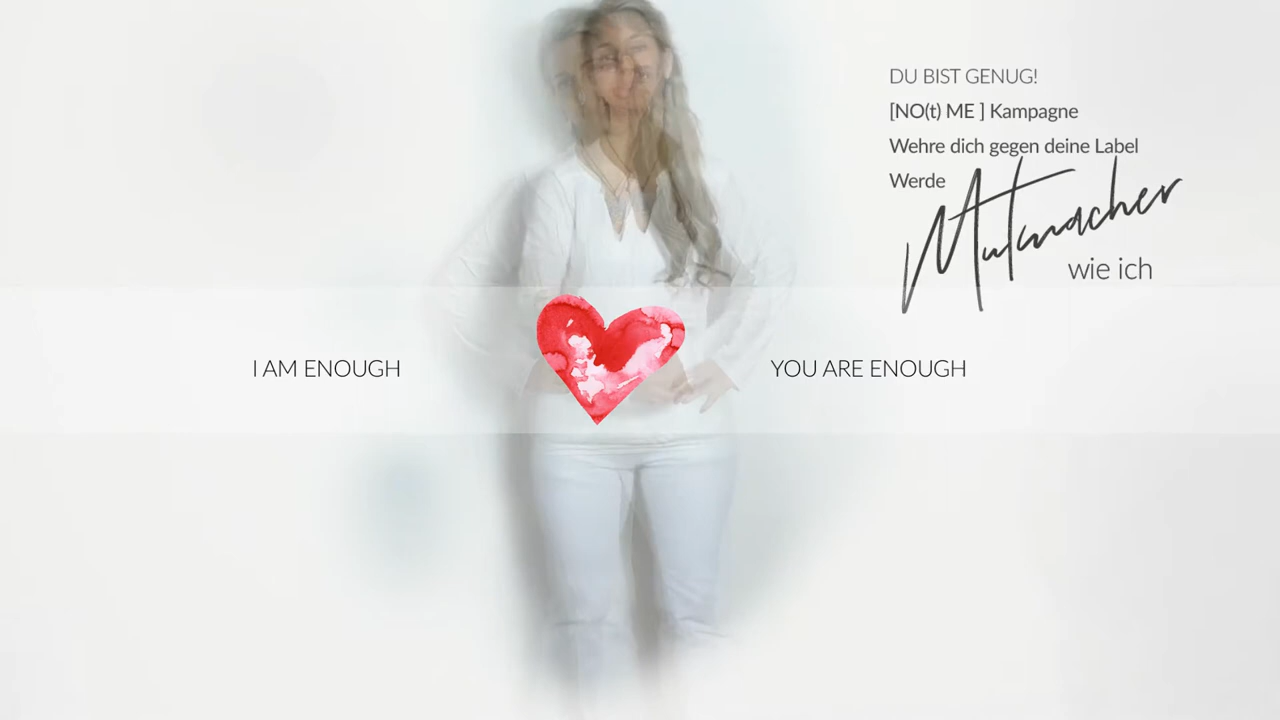 DU BIST GENUG!
[NO(t) ME ] Kampagne
Wehre dich gegen deine Label
Werde Mutmacher
wie ich
I AM ENOUGH
YOU ARE ENOUGH